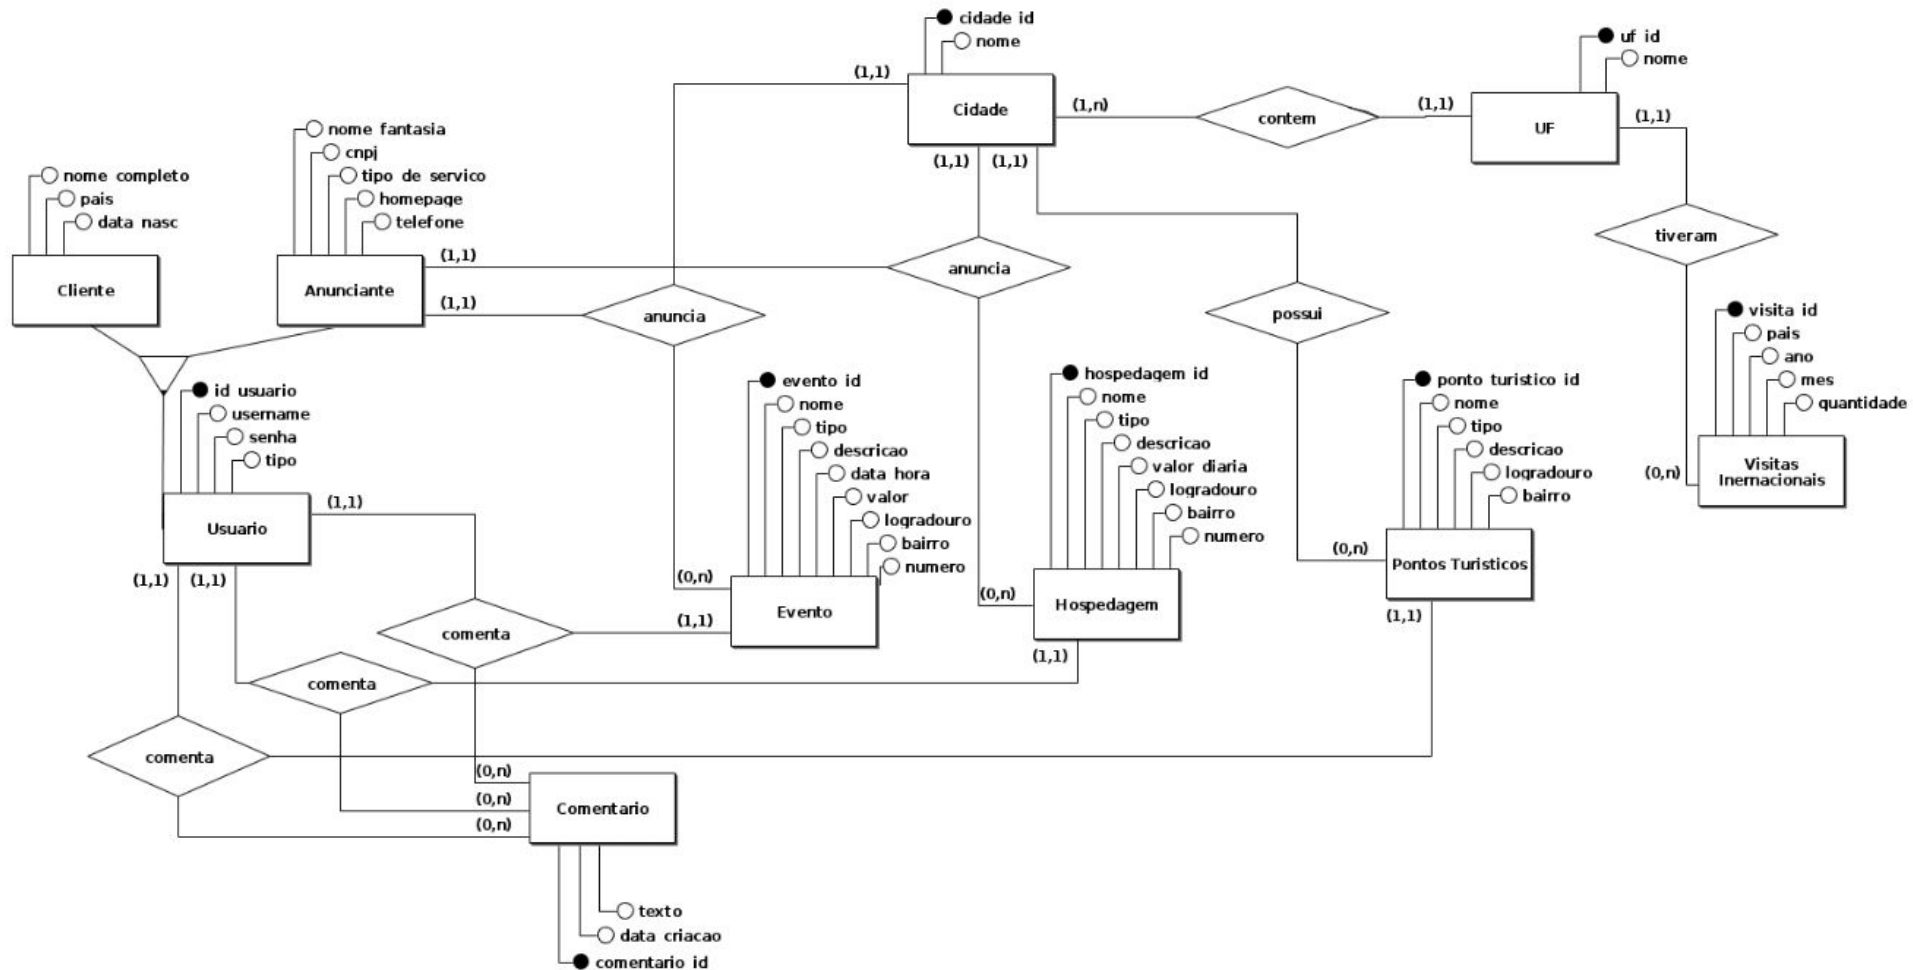 cidade id
nome
(1,1)
Cidade
(1,n)
contem
(1,1)
uf id
nome
UF
(1,1)
(1,1)
(1,1)
nome fantasia
cnpj
tipo de servico
homepage
telefone
Anunciante
nome completo
pais
data nasc
Cliente
(1,1)
(1,1)
anuncia
anuncia
possui
tiveram
visita id
pais
ano
mes
quantidade
Visitas
Inernacionais
(0,n)
id usuario
username
senha
tipo
Usuario
(1,1)
(1,1)
(1,1)
evento id
nome
tipo
descricao
data hora
valor
logradouro
bairro
numero
Evento
(0,n)
(1,1)
hospedagem id
nome
tipo
descricao
valor diaria
logradouro
bairro
numero
Hospedagem
(0,n)
(1,1)
ponto turistico id
nome
tipo
descricao
logradouro
bairro
Pontos Turisticos
(0,n)
(1,1)
comenta
comenta
comenta
(0,n)
(0,n)
(0,n)
Comentario
texto
data criacao
comentario id